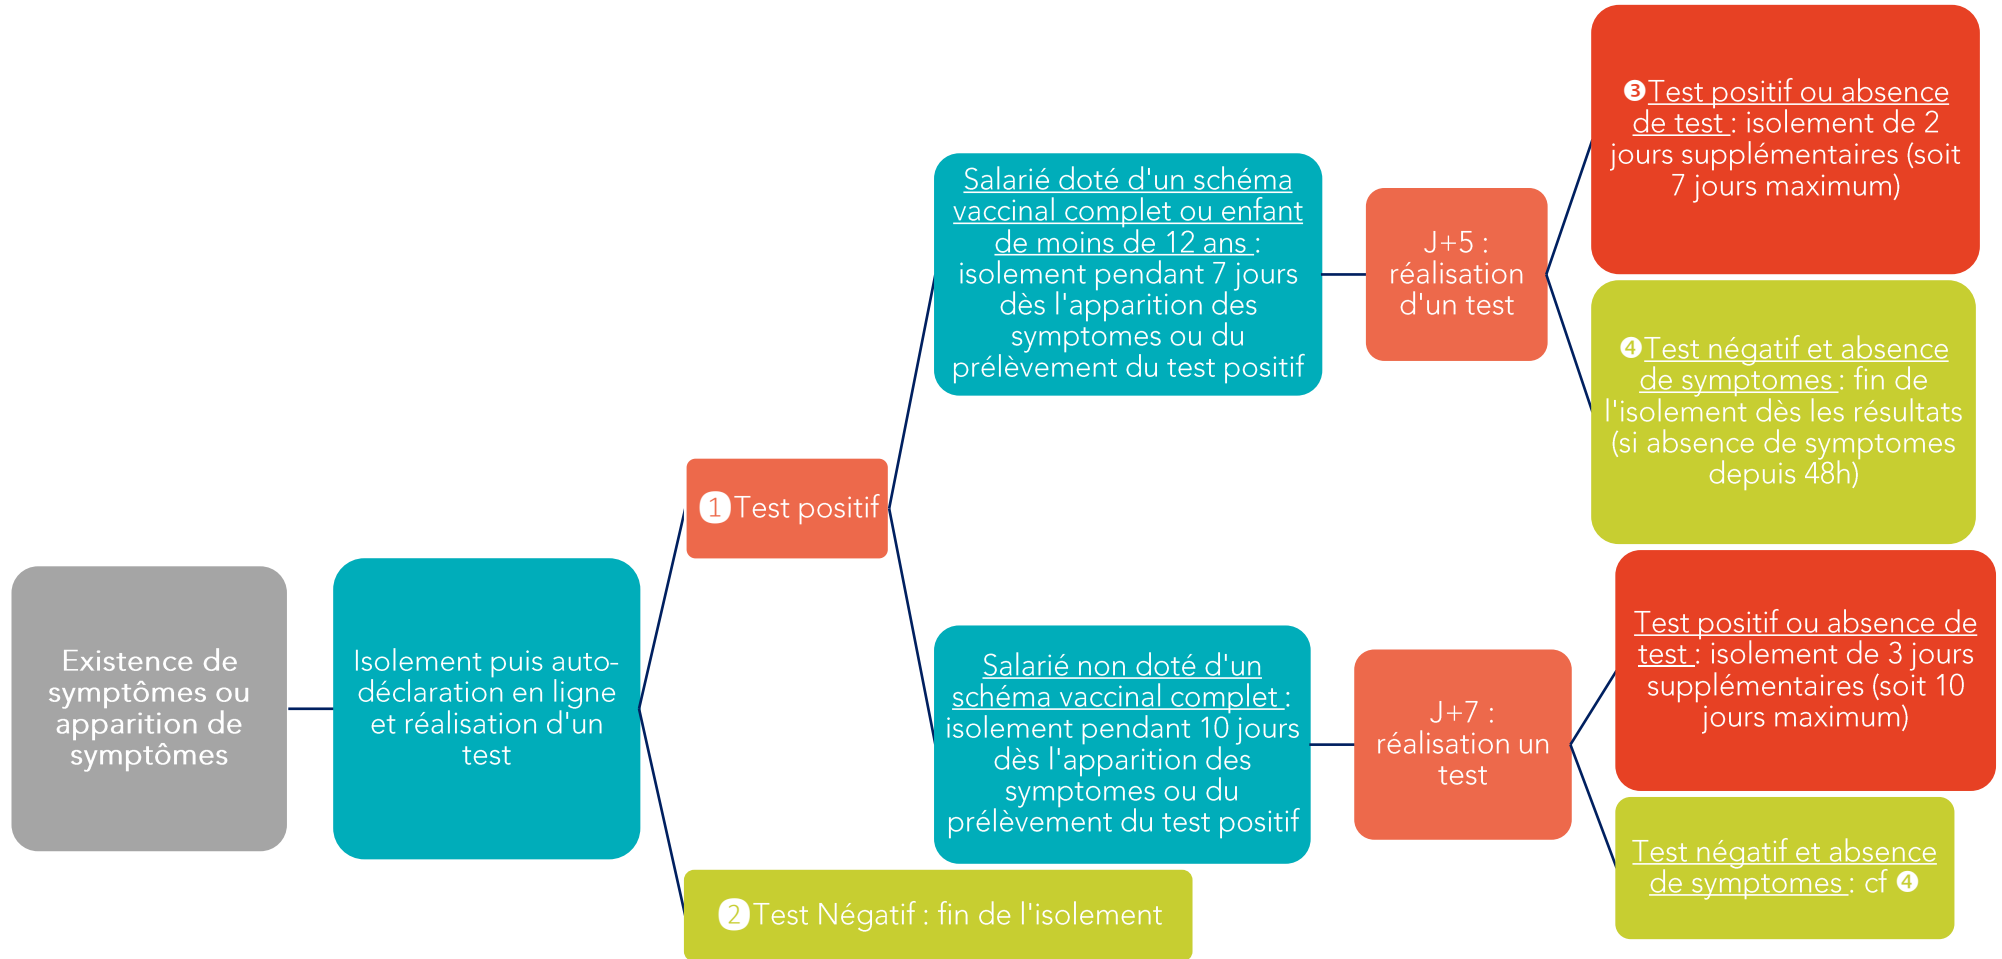 Existence de
symptômes ou
apparition de
symptômes
Isolement puis auto-
déclaration en ligne
et réalisation d'un
test
❶Test positif
❷Test Négatif : fin de l'isolement
Salarié doté d'un schéma
vaccinal complet ou enfant
de moins de 12 ans :
isolement pendant 7 jours
dès l'apparition des
symptomes ou du
prélèvement du test positif
J+5 :
réalisation
d'un test
❸Test positif ou absence
de test : isolement de 2
jours supplémentaires (soit
7 jours maximum)
❹Test négatif et absence
de symptomes : fin de
l'isolement dès les résultats
(si absence de symptomes
depuis 48h)
Salarié non doté d'un
schéma vaccinal complet :
isolement pendant 10 jours
dès l'apparition des
symptomes ou du
prélèvement du test positif
J+7 :
réalisation un
test
Test positif ou absence de
test : isolement de 3 jours
supplémentaires (soit 10
jours maximum)
Test négatif et absence
de symptomes : cf ❹